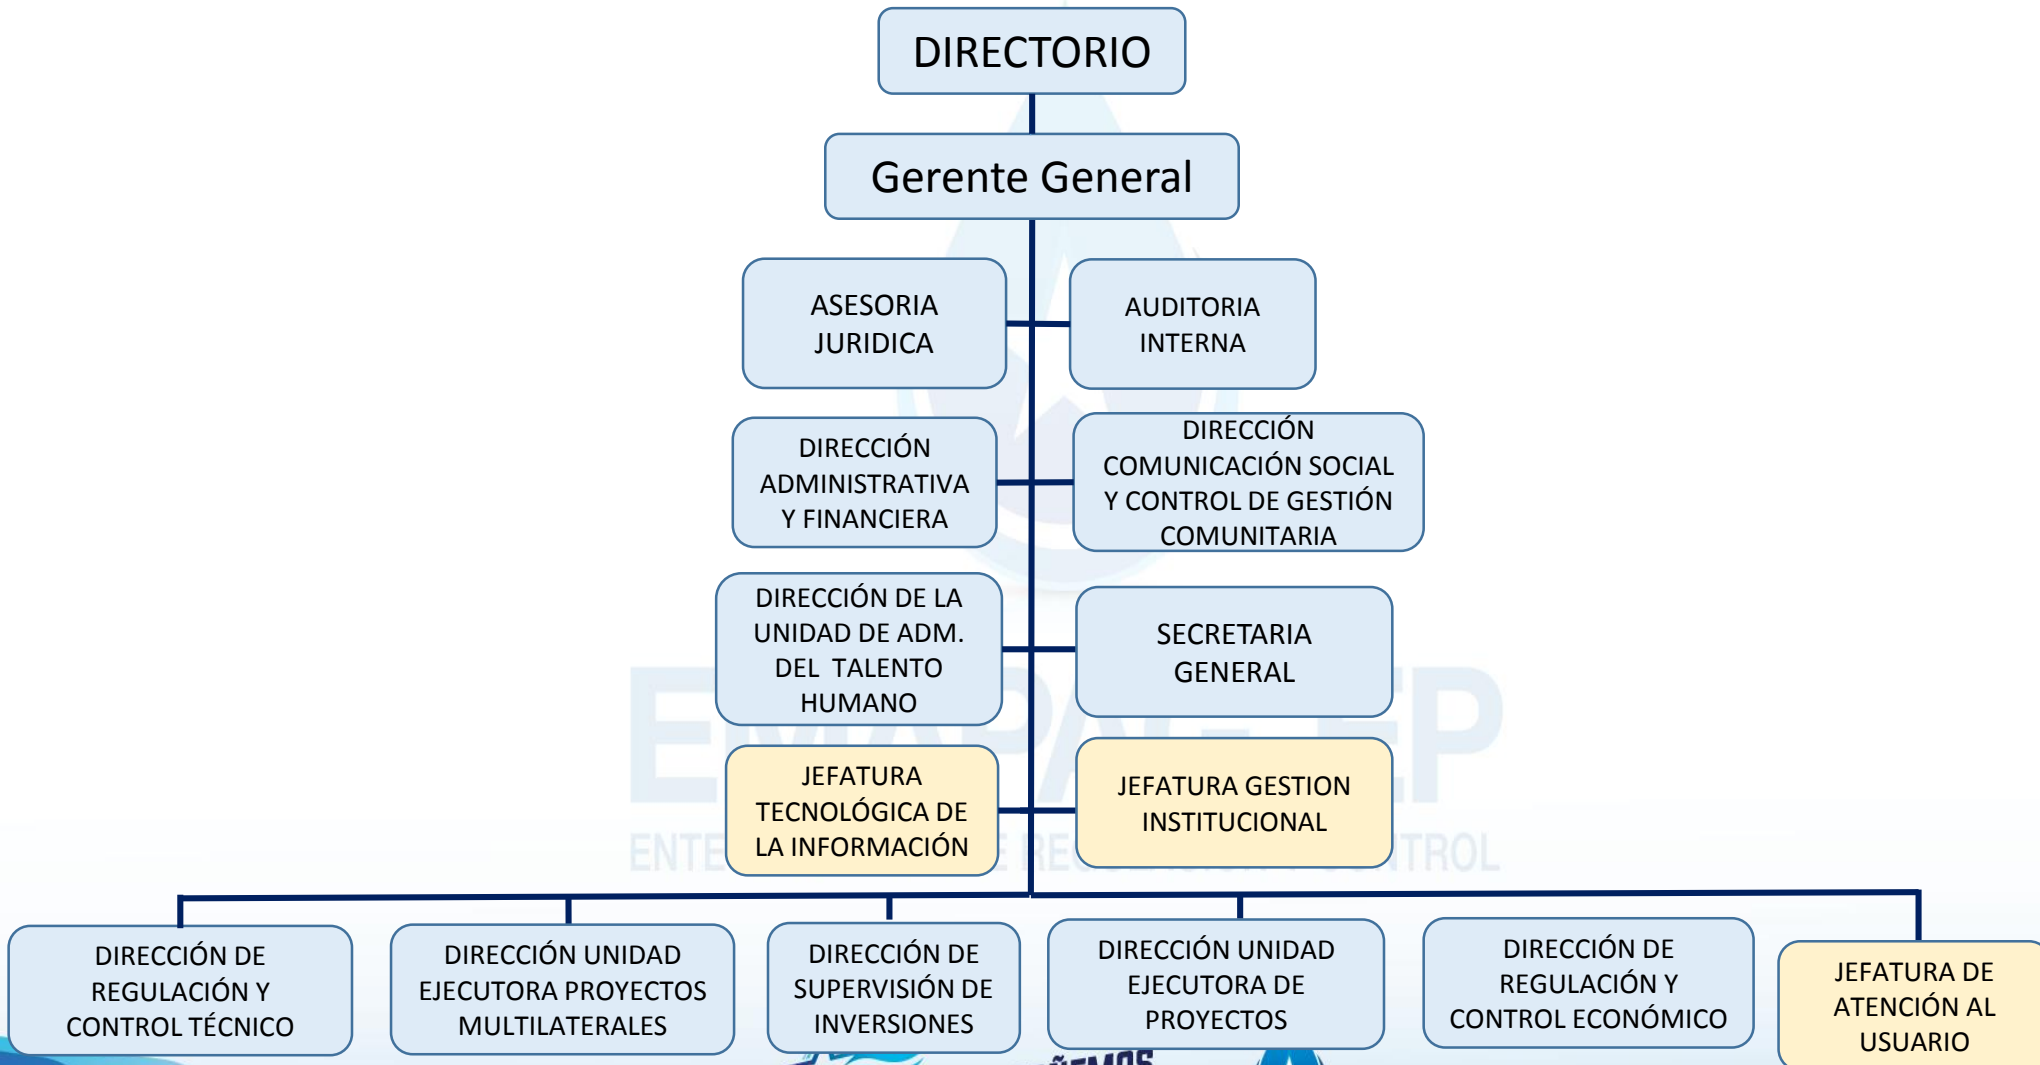 DIRECTORIO
Gerente General
ASESORIA
JURIDICA
AUDITORIA
INTERNA
DIRECCIÓN
ADMINISTRATIVA
Y FINANCIERA
DIRECCIÓN
COMUNICACIÓN SOCIAL
Y CONTROL DE GESTIÓN
COMUNITARIA
DIRECCIÓN DE LA
UNIDAD DE ADM.
DEL TALENTO
HUMANO
SECRETARIA
GENERAL
JEFATURA
TECNOLÓGICA DE
LA INFORMACIÓN
JEFATURA GESTION
INSTITUCIONAL
EP
DIRECCIÓN DE
REGULACIÓN Y
CONTROL TÉCNICO
DIRECCIÓN UNIDAD
EJECUTORA PROYECTOS
MULTILATERALES
DIRECCIÓN DE
SUPERVISIÓN DE
INVERSIONES
DIRECCIÓN UNIDAD
EJECUTORA DE
PROYECTOS
DIRECCIÓN DE
REGULACIÓN Y
CONTROL ECONÓMICO
JEFATURA DE
ATENCIÓN AL
USUARIO